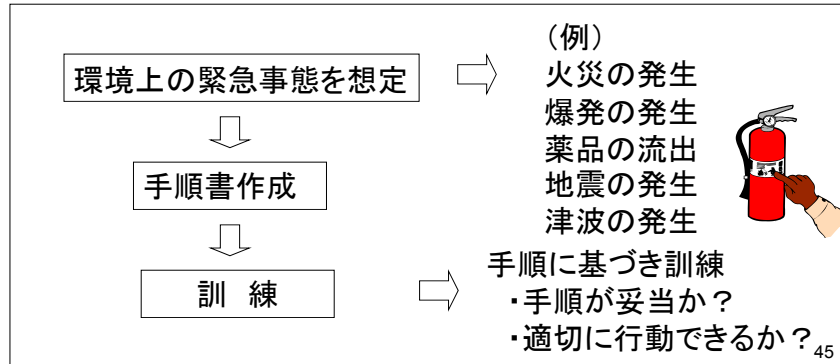 環境上の緊急事態を想定
(例)
火災の発生
爆発の発生
薬品の流出
地震の発生
津波の発生
手順書作成
訓 練
手順に基づき訓練
・手順が妥当か?
・適切に行動できるか?
45